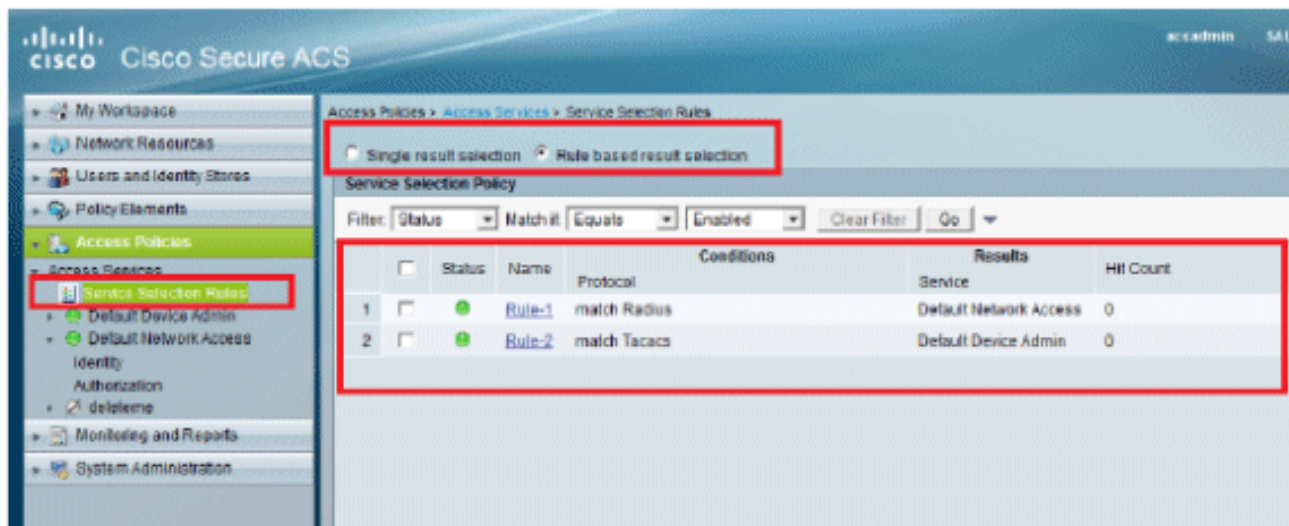 cisco Cisco Secure ACS
acsadmin
My Workspace
Network Resources
Users and Identity Stores
Policy Elements
Access Policies
Access Services
Service Selection Rules
Default Device Admin
Default Network Access
Identity
Authorization
deleteme
Monitoring and Reports
System Administration
Access Policies > Access Services > Service Selection Rules
Single result selection Rule based result selection
Service Selection Policy
Filter: Status Match if: Equals Enabled Clear Filter Go
Conditions Results
Status Name Protocol Service Hit Count
1 Rule-1 match Radius Default Network Access 0
2 Rule-2 match Tacacs Default Device Admin 0